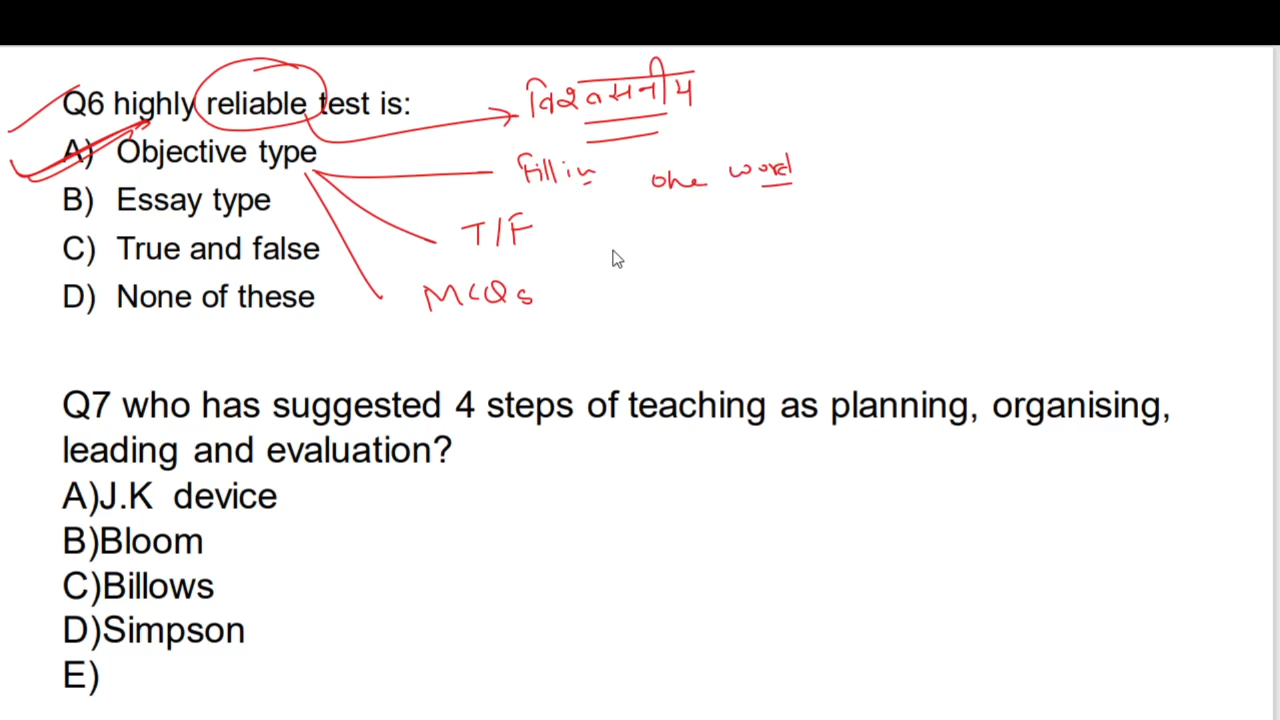 Q6 highly reliable test is:
विश्वसनीय
A) Objective type
Fill in one word
B) Essay type
T/F
C) True and false
D) None of these
MCQs
Q7 who has suggested 4 steps of teaching as planning, organising,
leading and evaluation?
A)J.K device
B)Bloom
C)Billows
D)Simpson
E)